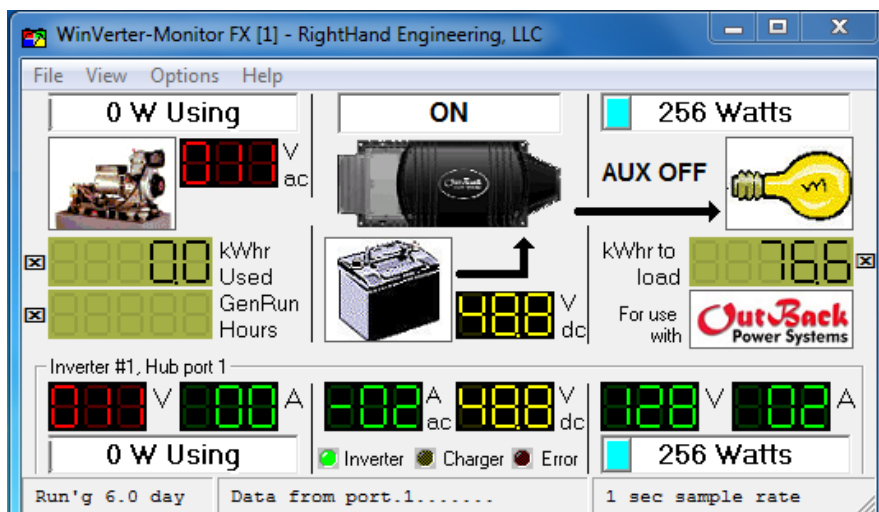 WinVerter-Monitor FX [1] - RightHand Engineering, LLC
File View Options Help
0 W Using
ON
256 Watts
011 V ac
OutBack
AUX OFF
0.0 kWhr Used
GenRun Hours
48.8 V dc
kWhr to load 76.6
For use with
OutBack
Power Systems
Inverter #1, Hub port 1
011 V 00 A
-02 A ac 48.8 V dc
128 V 02 A
0 W Using
Inverter Charger Error
256 Watts
Run'g 6.0 day
Data from port.1.......
1 sec sample rate